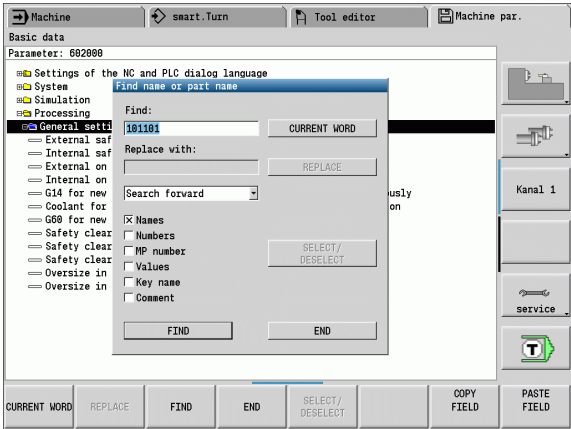 Machine
smart.Turn
Tool editor
Machine par.
Basic data
Parameter: 602000
Settings of the NC and PLC dialog language
System
Simulation
Processing
General setti
External saf
Internal saf
External on
Internal on
G14 for new
usly
Coolant for
on
G60 for new
Safety clear
Safety clear
Safety clear
Oversize in
Oversize in
Find name or part name
Find:
101101
CURRENT WORD
Replace with:
REPLACE
Search forward
Names
Numbers
MP number
Values
Key name
Comment
SELECT/
DESELECT
FIND
END
Kanal 1
service
T
CURRENT WORD
REPLACE
FIND
END
SELECT/
DESELECT
COPY
FIELD
PASTE
FIELD